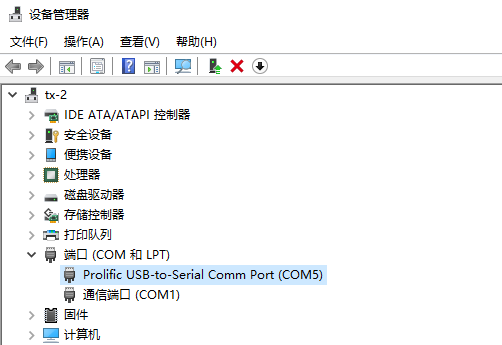 设备管理器
文件(F) 操作(A) 查看(V) 帮助(H)
tx-2
IDE ATA/ATAPI 控制器
安全设备
便携设备
处理器
磁盘驱动器
存储控制器
打印队列
端口 (COM 和 LPT)
Prolific USB-to-Serial Comm Port (COM5)
通信端口 (COM1)
固件
计算机